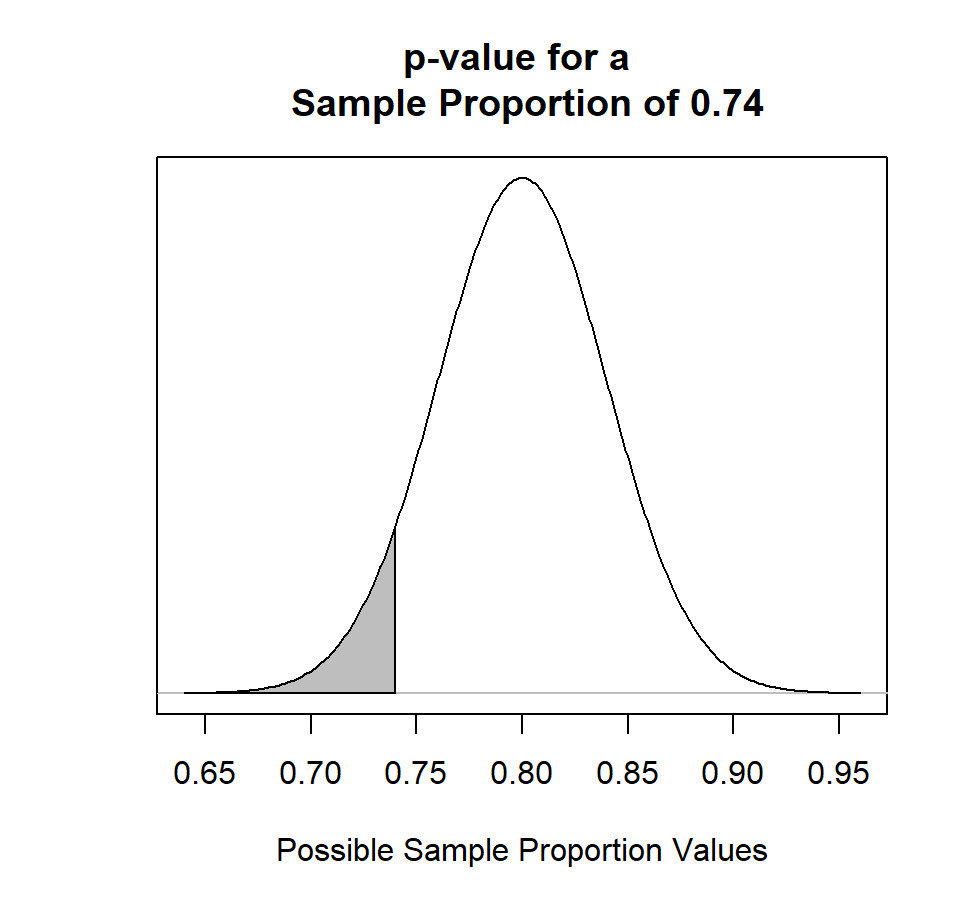 p-value for a
Sample Proportion of 0.74
0.65 0.70 0.75 0.80 0.85 0.90 0.95
Possible Sample Proportion Values